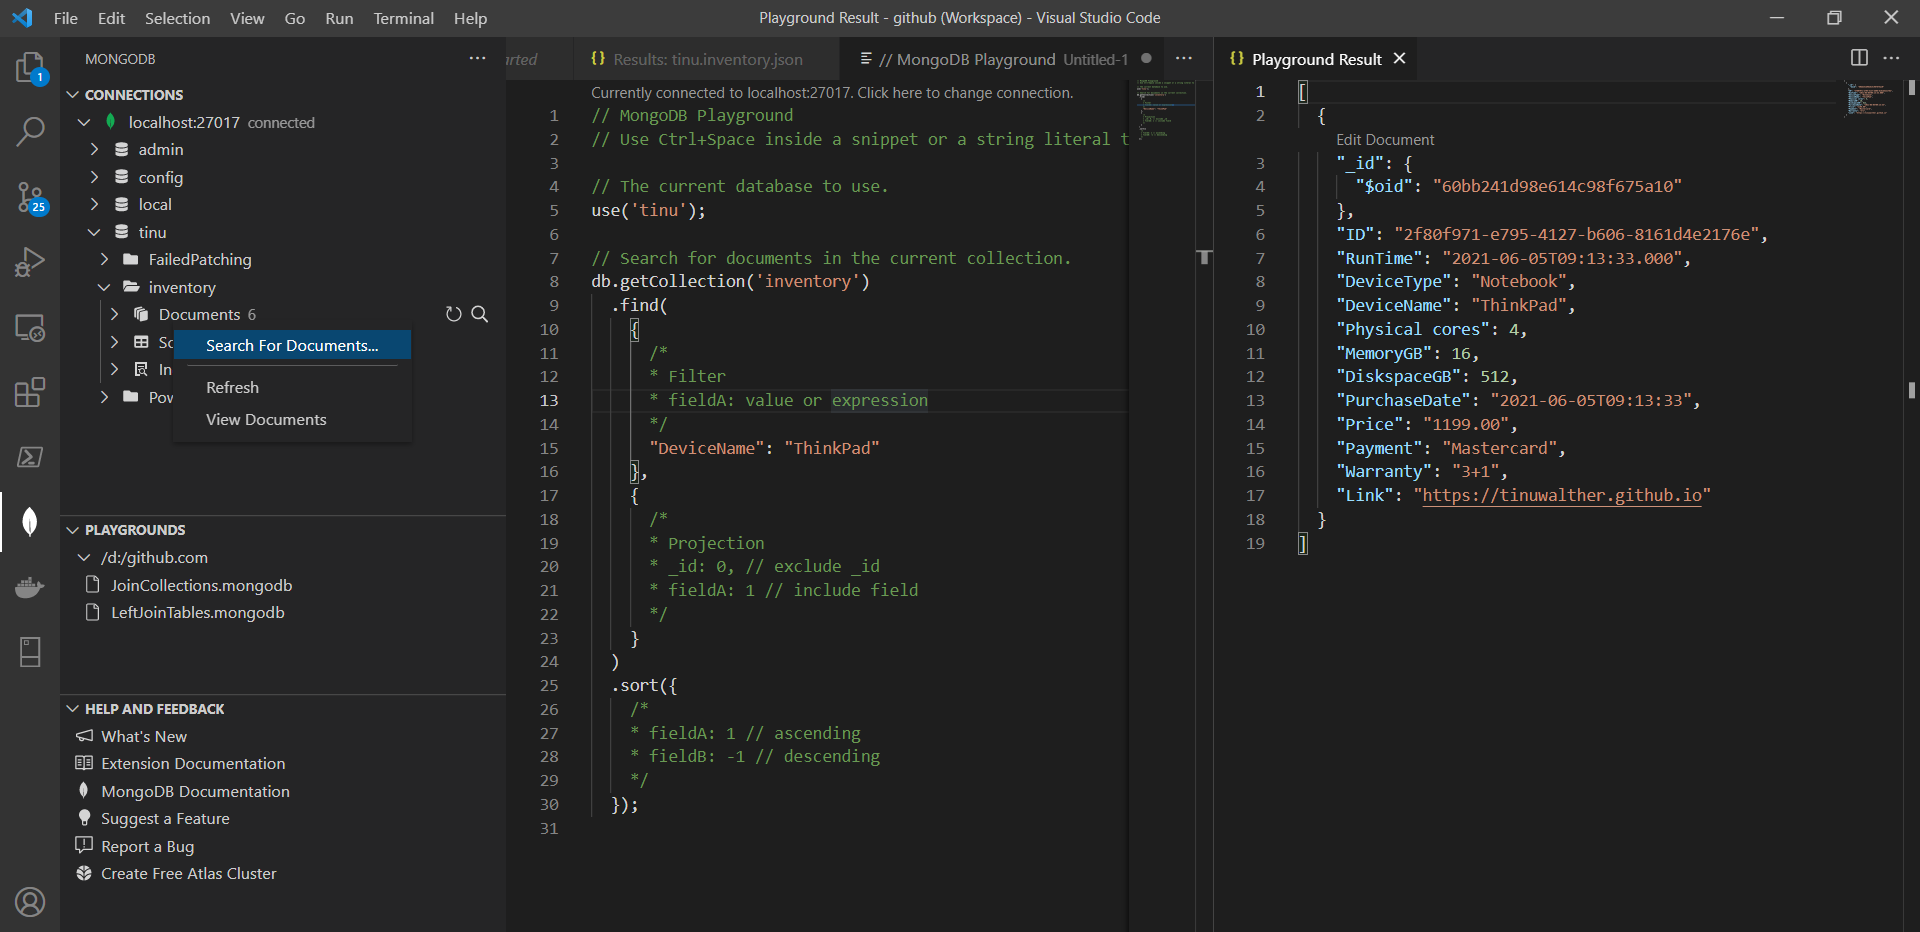 File Edit Selection View Go Run Terminal Help
Playground Result - github (Workspace) - Visual Studio Code
1
25
MONGODB
CONNECTIONS
localhost:27017 connected
admin
config
local
tinu
FailedPatching
inventory
Documents 6
Sc
In
Pow
Search For Documents...
Refresh
View Documents
PLAYGROUNDS
/d:/github.com
JoinCollections.mongodb
LeftJoinTables.mongodb
HELP AND FEEDBACK
What's New
Extension Documentation
MongoDB Documentation
Suggest a Feature
Report a Bug
Create Free Atlas Cluster
arted
{} Results: tinu.inventory.json
// MongoDB Playground Untitled-1
Currently connected to localhost:27017. Click here to change connection.
1 // MongoDB Playground
2 // Use Ctrl+Space inside a snippet or a string literal t
3
4 // The current database to use.
5 use('tinu');
6
7 // Search for documents in the current collection.
8 db.getCollection('inventory')
9 .find(
10 {
11 /*
12 * Filter
13 * fieldA: value or expression
14 */
15 "DeviceName": "ThinkPad"
16 },
17 {
18 /*
19 * Projection
20 * _id: 0, // exclude _id
21 * fieldA: 1 // include field
22 */
23 }
24 )
25 .sort({
26 /*
27 * fieldA: 1 // ascending
28 * fieldB: -1 // descending
29 */
30 });
31
{} Playground Result
1 [
2 {
Edit Document
3 "_id": {
4 "$oid": "60bb241d98e614c98f675a10"
5 },
6 "ID": "2f80f971-e795-4127-b606-8161d4e2176e",
7 "RunTime": "2021-06-05T09:13:33.000",
8 "DeviceType": "Notebook",
9 "DeviceName": "ThinkPad",
10 "Physical cores": 4,
11 "MemoryGB": 16,
12 "DiskspaceGB": 512,
13 "PurchaseDate": "2021-06-05T09:13:33",
14 "Price": "1199.00",
15 "Payment": "Mastercard",
16 "Warranty": "3+1",
17 "Link": "https://tinuwalther.github.io"
18 }
19 ]